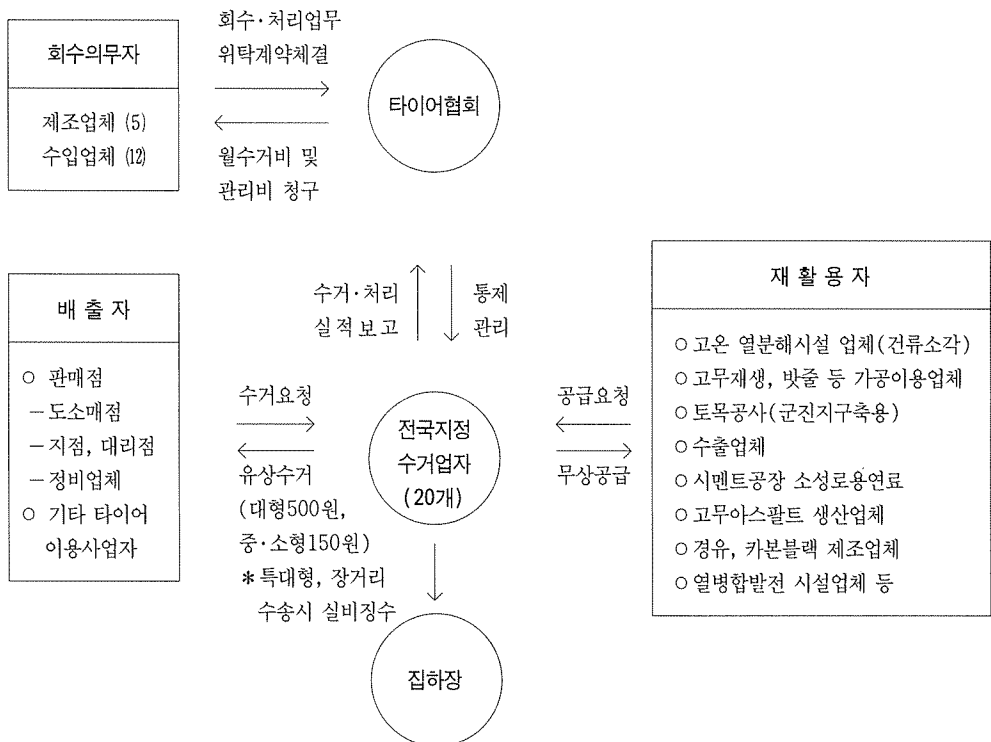 회수의무자
제조업체 (5)
수입업체 (12)
회수·처리업무
위탁계약체결
월수거비 및
관리비 청구
타이어협회
수거·처리
실적보고
통제
관리
배출자
○ 판매점
-도소매점
-지점, 대리점
-정비업체
○ 기타 타이어
이용사업자
수거요청
유상수거
(대형500원,
중·소형150원)
*특대형, 장거리
수송시 실비징수
전국지정
수거업자
(20개)
공급요청
무상공급
집하장
재활용자
○고온 열분해시설 업체(건류소각)
○고무재생, 밧줄 등 가공이용업체
○토목공사(군진지구축용)
○수출업체
○시멘트공장 소성로용연료
○고무아스팔트 생산업체
○경유, 카본블랙 제조업체
○열병합발전 시설업체 등